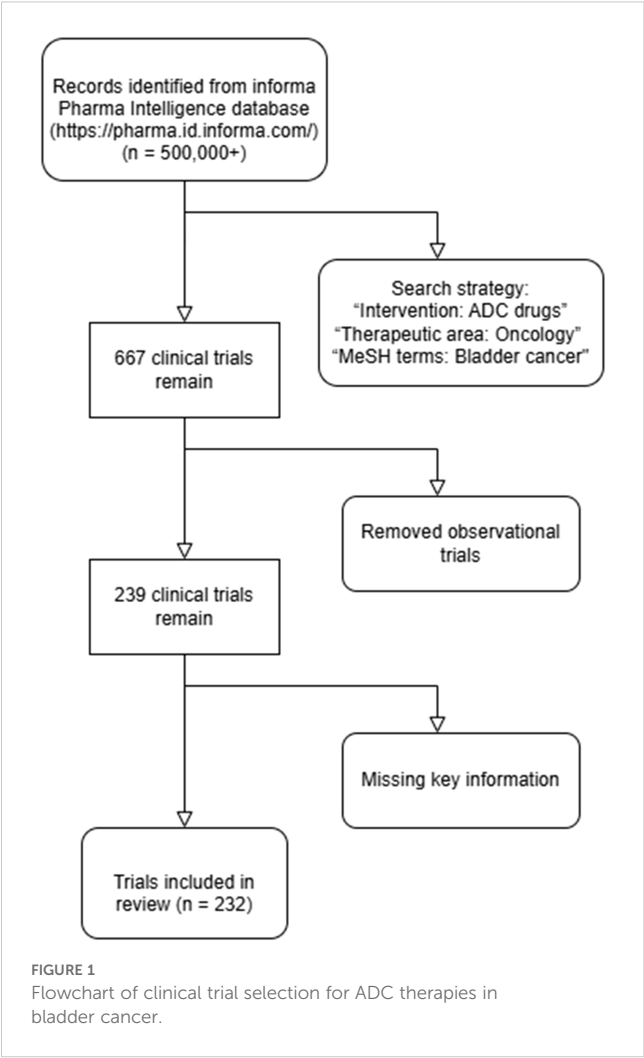 Records identified from informa
Pharma Intelligence database
(https://pharma.id.informa.com/)
(n = 500,000+)
Search strategy:
“Intervention: ADC drugs”
“Therapeutic area: Oncology”
“MeSH terms: Bladder cancer”
667 clinical trials
remain
Removed observational
trials
239 clinical trials
remain
Missing key information
Trials included in
review (n = 232)
FIGURE 1
Flowchart of clinical trial selection for ADC therapies in
bladder cancer.